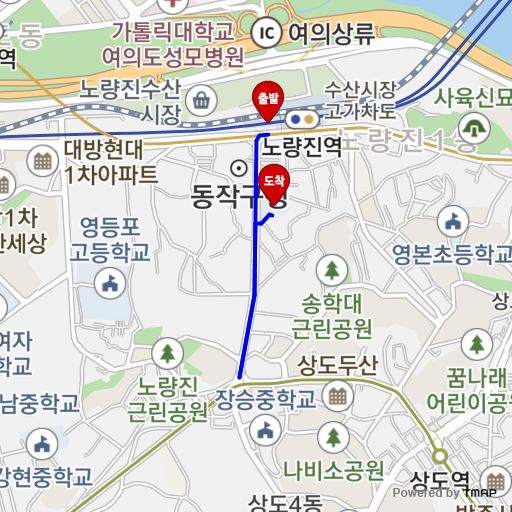 가톨릭대학교
여의도성모병원
IC
여의상류
도동
역
노량진수산
시장
출발
수산시장
고가차도
사육신묘
노량진역
노량진1동
대방현대
1차아파트
동작구청
도착
1차
한세상
영등포
고등학교
영본초등학교
송학대
근린공원
여자
상도두산
노량진
근린공원
남중학교
장승중학교
꿈나래
어린이공원
강현중학교
나비소공원
상도역
상도4동
Powered by TMAP